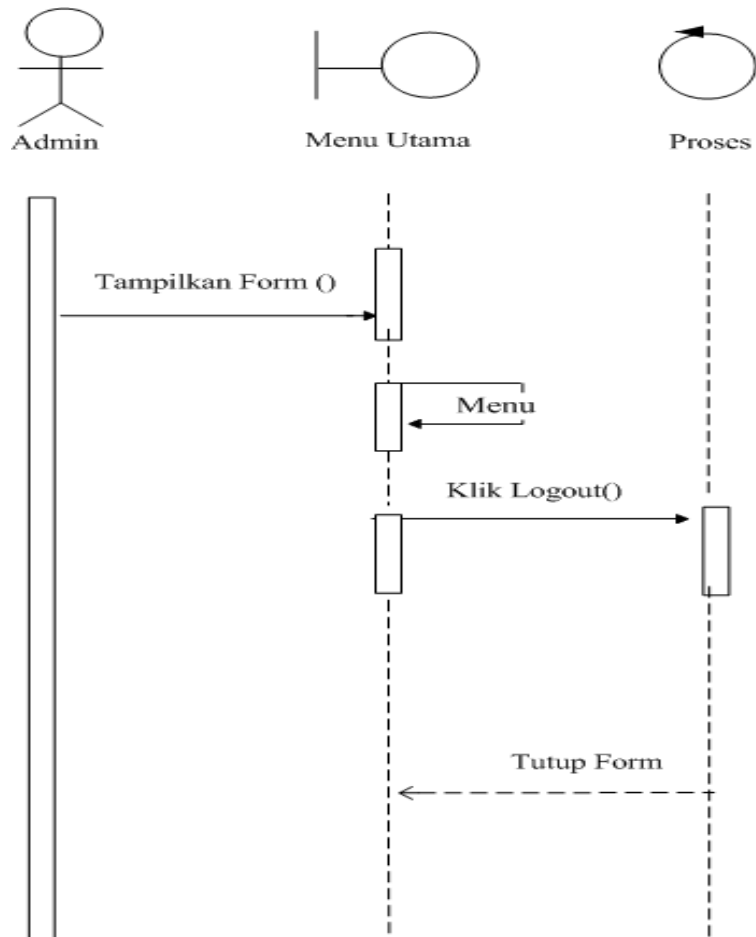 Admin
Menu Utama
Proses
Tampilkan Form ()
Menu
Klik Logout()
Tutup Form